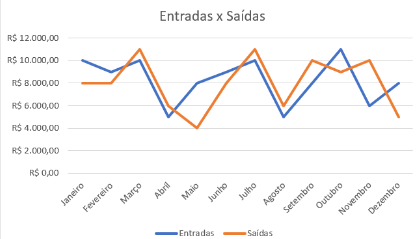 Entradas x Saídas
R$ 12.000,00
R$ 10.000,00
R$ 8.000,00
R$ 6.000,00
R$ 4.000,00
R$ 2.000,00
R$ 0,00
Janeiro
Fevereiro
Março
Abril
Maio
Junho
Julho
Agosto
Setembro
Outubro
Novembro
Dezembro
Entradas
Saídas